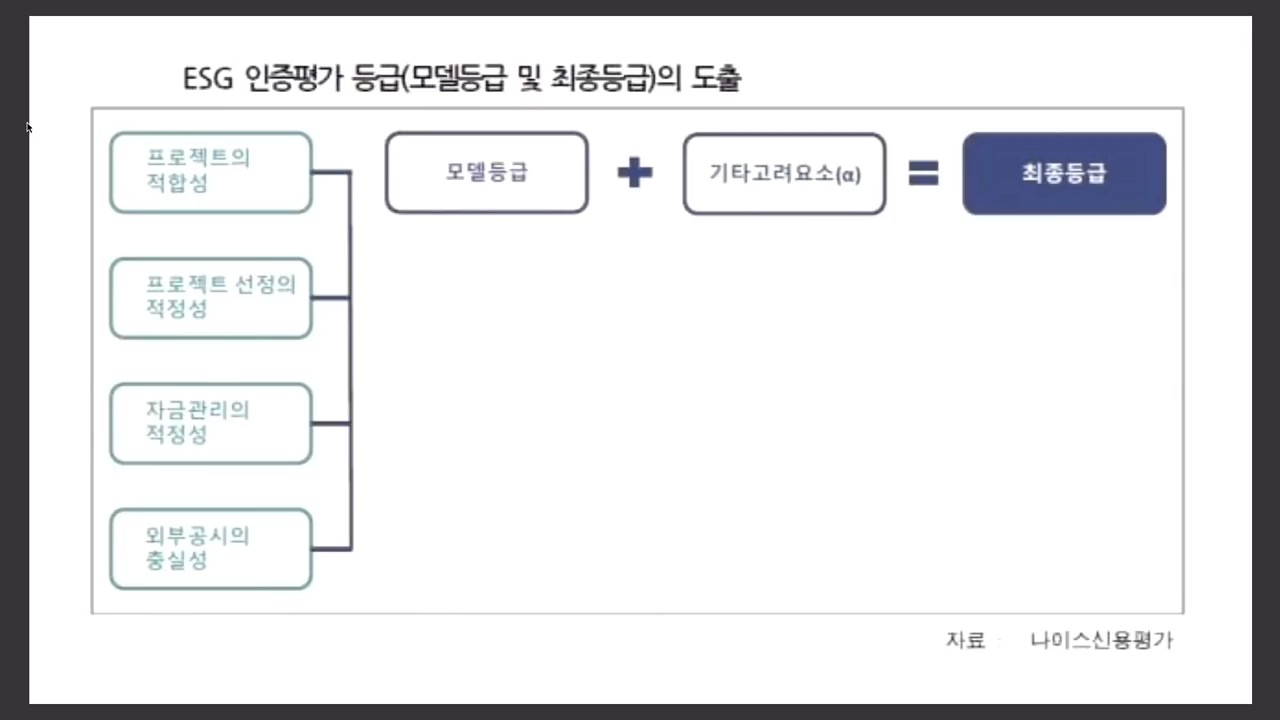 ESG 인증평가 등급(모델등급 및 최종등급)의 도출
프로젝트의
적합성
모델등급
기타고려요소(α)
최종등급
프로젝트 선정의
적정성
자금관리의
적정성
외부공시의
충실성
자료 나이스신용평가